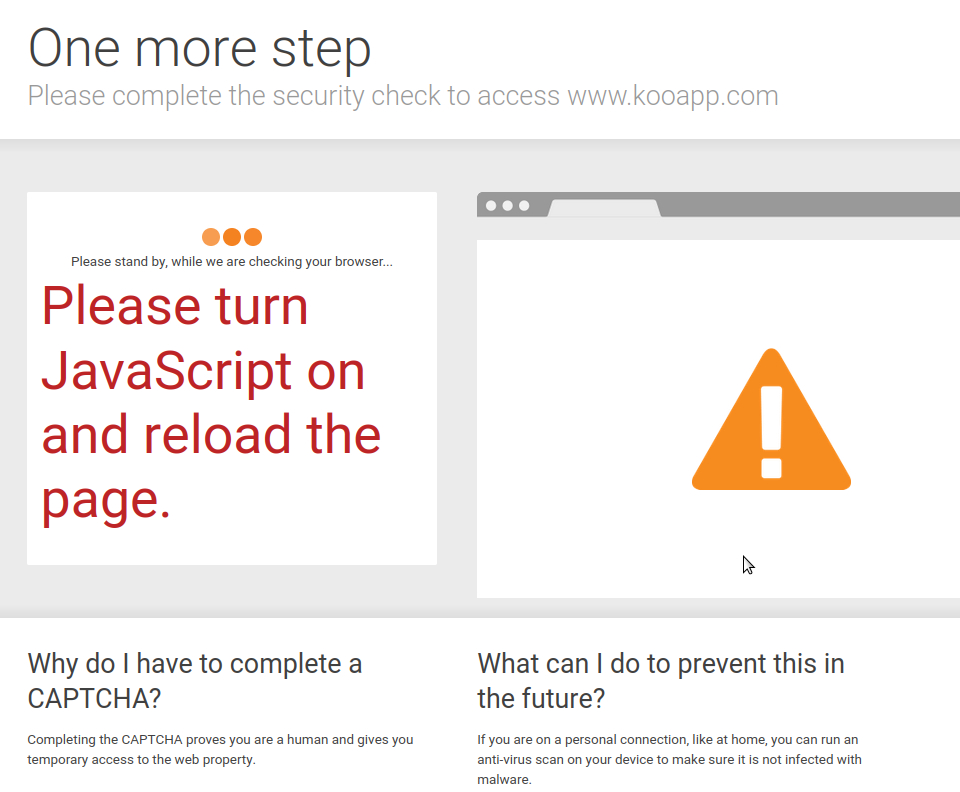 One more step
Please complete the security check to access www.kooapp.com
Please stand by, while we are checking your browser...
Please turn
JavaScript on
and reload the
page.
Why do I have to complete a
CAPTCHA?
Completing the CAPTCHA proves you are a human and gives you
temporary access to the web property.
What can I do to prevent this in
the future?
If you are on a personal connection, like at home, you can run an
anti-virus scan on your device to make sure it is not infected with
malware.